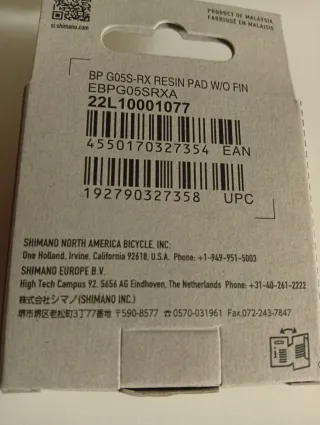 PRODUCT OF MALAYSIA
FABRIQUÉ EN MALAISIE
si.shimano.com
BP G05S-RX RESIN PAD W/O FIN
EBPG05SRXA
22L10001077
4550170327354 EAN
192790327358 UPC
SHIMANO NORTH AMERICA BICYCLE, INC.
One Holland, Irvine, California 92618, U.S.A. Phone: +1-949-951-5003
SHIMANO EUROPE B.V.
High Tech Campus 92, 5656 AG Eindhoven, The Netherlands Phone: +31-40-261-2222
株式会社シマノ(SHIMANO INC.)
堺市堺区老松町3丁77番地 〒590-8577 ☎0570-031961 Fax.072-243-7847